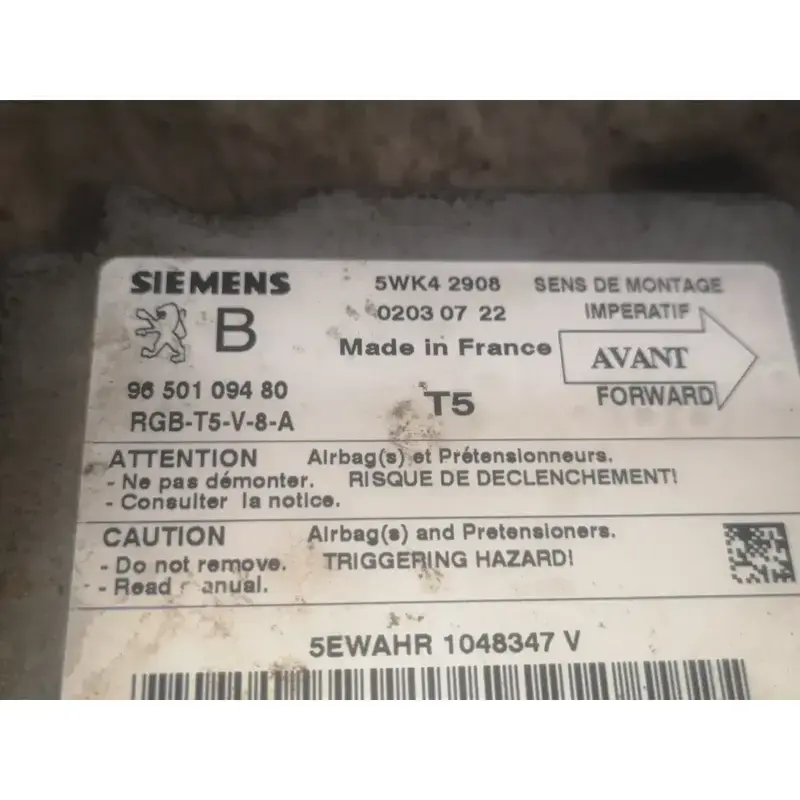 SIEMENS 5WK4 2908 SENS DE MONTAGE
B 0203 07 22 IMPERATIF
Made in France AVANT
96 501 094 80 T5 FORWARD
RGB-T5-V-8-A
ATTENTION Airbag(s) et Prétensionneurs.
- Ne pas démonter. RISQUE DE DECLENCHEMENT!
- Consulter la notice.
CAUTION Airbag(s) and Pretensioners.
- Do not remove. TRIGGERING HAZARD!
- Read anual.
5EWAHR 1048347 V